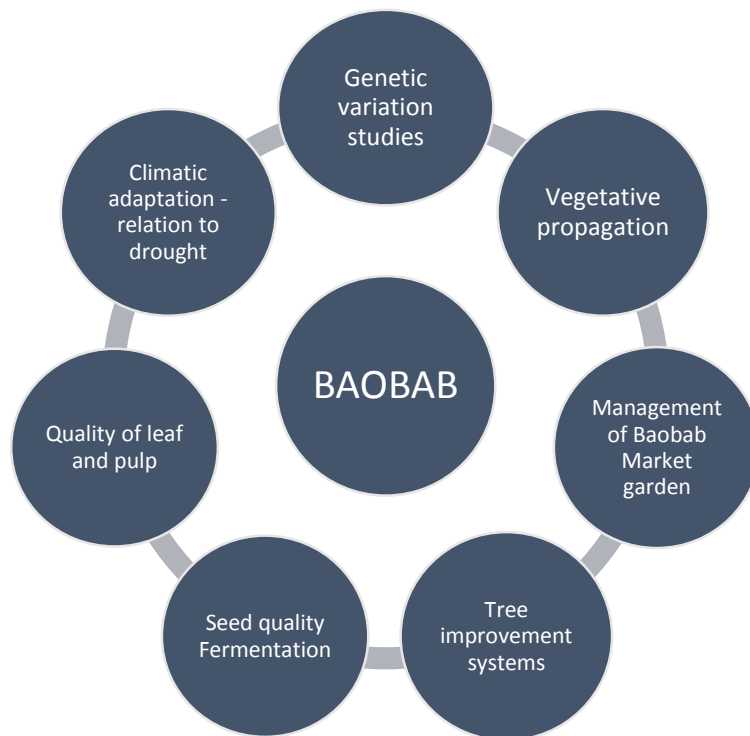 Genetic
variation
studies
Vegetative
propagation
Management
of Baobab
Market
garden
Tree
improvement
systems
Seed quality
Fermentation
Quality of leaf
and pulp
Climatic
adaptation -
relation to
drought
BAOBAB